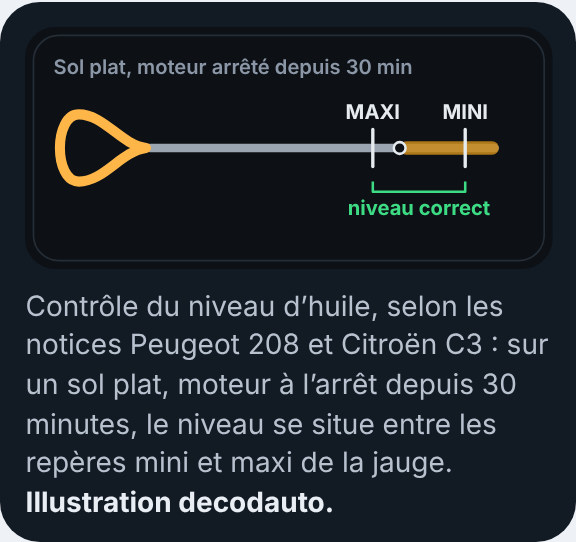 Sol plat, moteur arrêté depuis 30 min
MAXI MINI
niveau correct
Contrôle du niveau d’huile, selon les
notices Peugeot 208 et Citroën C3 : sur
un sol plat, moteur à l’arrêt depuis 30
minutes, le niveau se situe entre les
repères mini et maxi de la jauge.
Illustration decodauto.